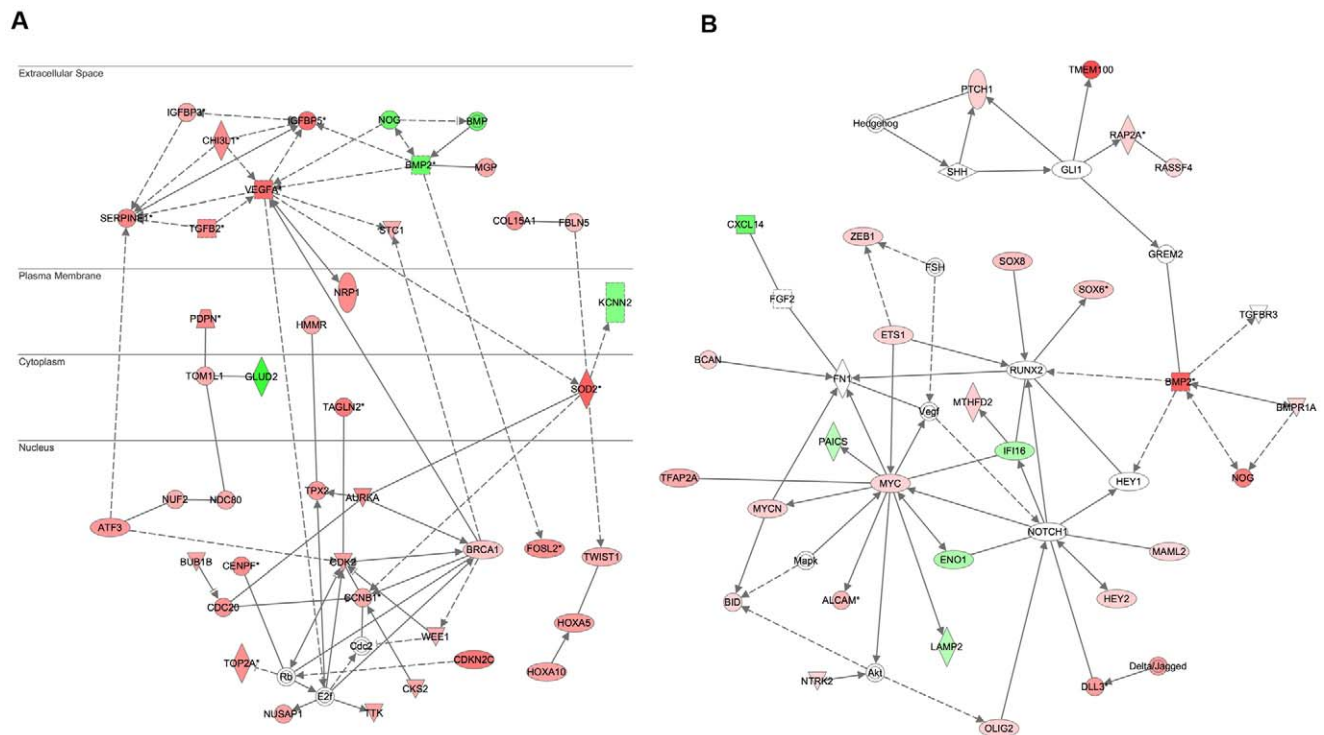 A
B
Extracellular Space
IGFBP3*
IGFBP5*
NOG
BMP
CHI3L1*
BMP2*
MGP
VEGFA*
SERPINE1*
TGFB2*
STC1
COL15A1
FBLN5
Plasma Membrane
NRP1
KCNN2
PDPN*
HMMR
Cytoplasm
TOM1L1
GLUD2
SOD2*
TAGLN2*
Nucleus
NUF2
NDC80
TPX2
AURKA
ATF3
BRCA1
FOSL2*
TWIST1
BUB1B
CENPF*
CDK2
CDC20
CCNB1*
HOXA5
WEE1
Cdc2
TOP2A*
CDKN2C
HOXA10
Rb
E2f
CKS2
NUSAP1
TTK
TMEM100
PTCH1
Hedgehog
RAP2A*
RASSF4
SHH
GLI1
CXCL14
ZEB1
GREM2
FSH
SOX8
SOX6*
FGF2
TGFBR3
ETS1
BCAN
FN1
RUNX2
BMP2*
BMPR1A
MTHFD2
Vegf
PAICS
IFI16
TFAP2A
MYC
HEY1
NOG
MYCN
NOTCH1
Mapk
ENO1
MAML2
BID
ALCAM*
HEY2
LAMP2
NTRK2
Akt
Delta/Jagged
DLL3*
OLIG2